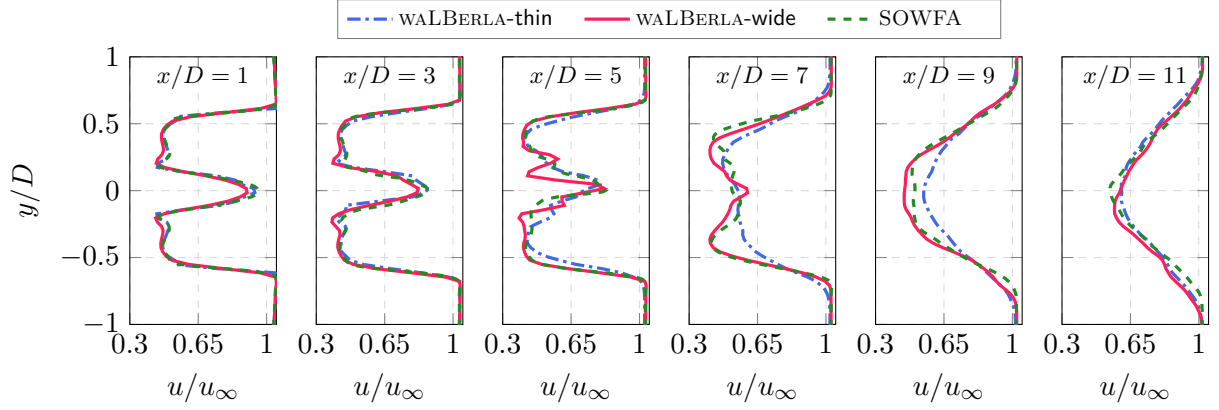 WALBERLA-thin WALBERLA-wide SOWFA
x/D = 1 x/D = 3 x/D = 5 x/D = 7 x/D = 9 x/D = 11
1
0.5
0
−0.5
−1
y/D
0.3 0.65 1 0.3 0.65 1 0.3 0.65 1 0.3 0.65 1 0.3 0.65 1 0.3 0.65 1
u/u∞ u/u∞ u/u∞ u/u∞ u/u∞ u/u∞